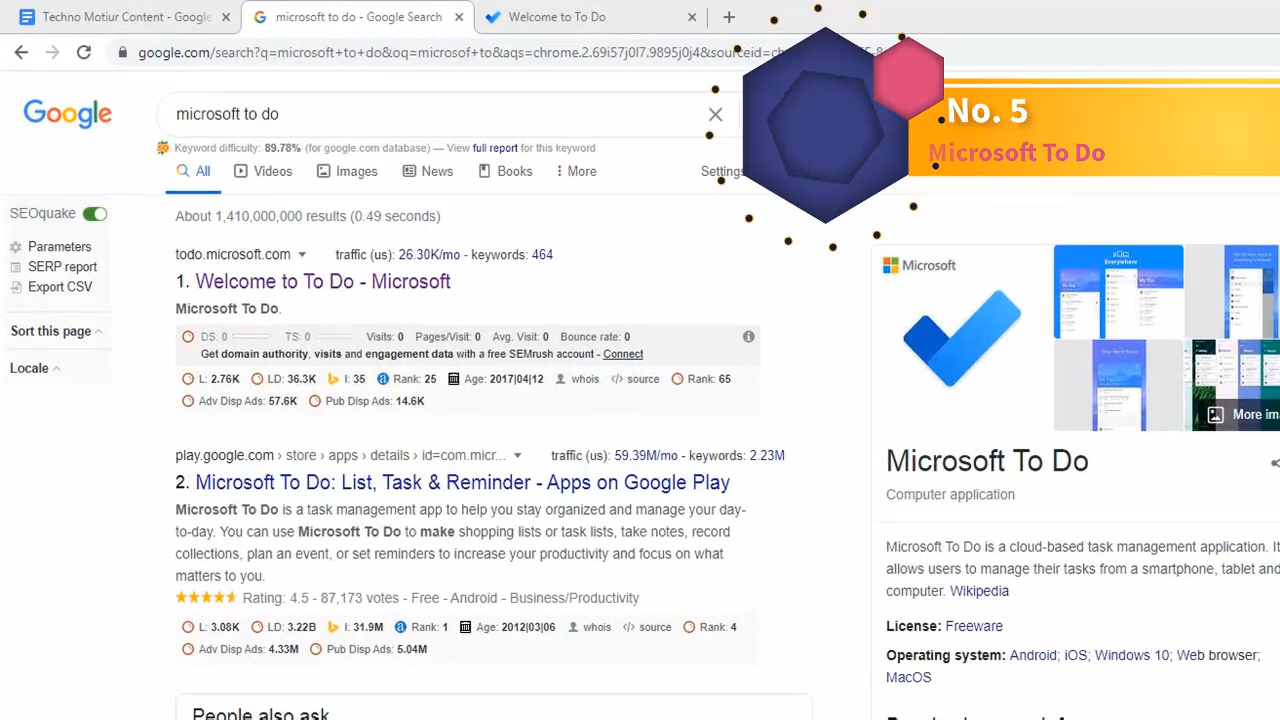 Techno Motiur Content - Google
microsoft to do - Google Search
Welcome to To Do
google.com/search?q=microsoft+to+do&oq=microsoft+to&aqs=chrome.2.69i57j0l7.9895j0j4&sourceid=ch
No. 5
Microsoft To Do
Google
microsoft to do
Keyword difficulty: 89.78% (for google.com database) — View full report for this keyword
All
Videos
Images
News
Books
More
Settings
SEOquake
Parameters
SERP report
Export CSV
Sort this page
Locale
About 1,410,000,000 results (0.49 seconds)
todo.microsoft.com traffic (us): 26.30K/mo - keywords: 464
1. Welcome to To Do - Microsoft
Microsoft To Do.
DS: 0 TS: 0 Visits: 0 Pages/Visit: 0 Avg. Visit: 0 Bounce rate: 0
Get domain authority, visits and engagement data with a free SEMrush account - Connect
L: 2.76K LD: 36.3K I: 35 Rank: 25 Age: 2017|04|12 whois source Rank: 65
Adv Disp Ads: 57.6K Pub Disp Ads: 14.6K
play.google.com › store › apps › details › id=com.micr... traffic (us): 59.39M/mo - keywords: 2.23M
2. Microsoft To Do: List, Task & Reminder - Apps on Google Play
Microsoft To Do is a task management app to help you stay organized and manage your day-
to-day. You can use Microsoft To Do to make shopping lists or task lists, take notes, record
collections, plan an event, or set reminders to increase your productivity and focus on what
matters to you.
Rating: 4.5 - 87,173 votes - Free - Android - Business/Productivity
L: 3.08K LD: 3.22B I: 31.9M Rank: 1 Age: 2012|03|06 whois source Rank: 4
Adv Disp Ads: 4.33M Pub Disp Ads: 5.04M
People also ask
Microsoft
Everywhere
More ima
Microsoft To Do
Computer application
Microsoft To Do is a cloud-based task management application. It
allows users to manage their tasks from a smartphone, tablet and
computer. Wikipedia
License: Freeware
Operating system: Android; iOS; Windows 10; Web browser;
MacOS